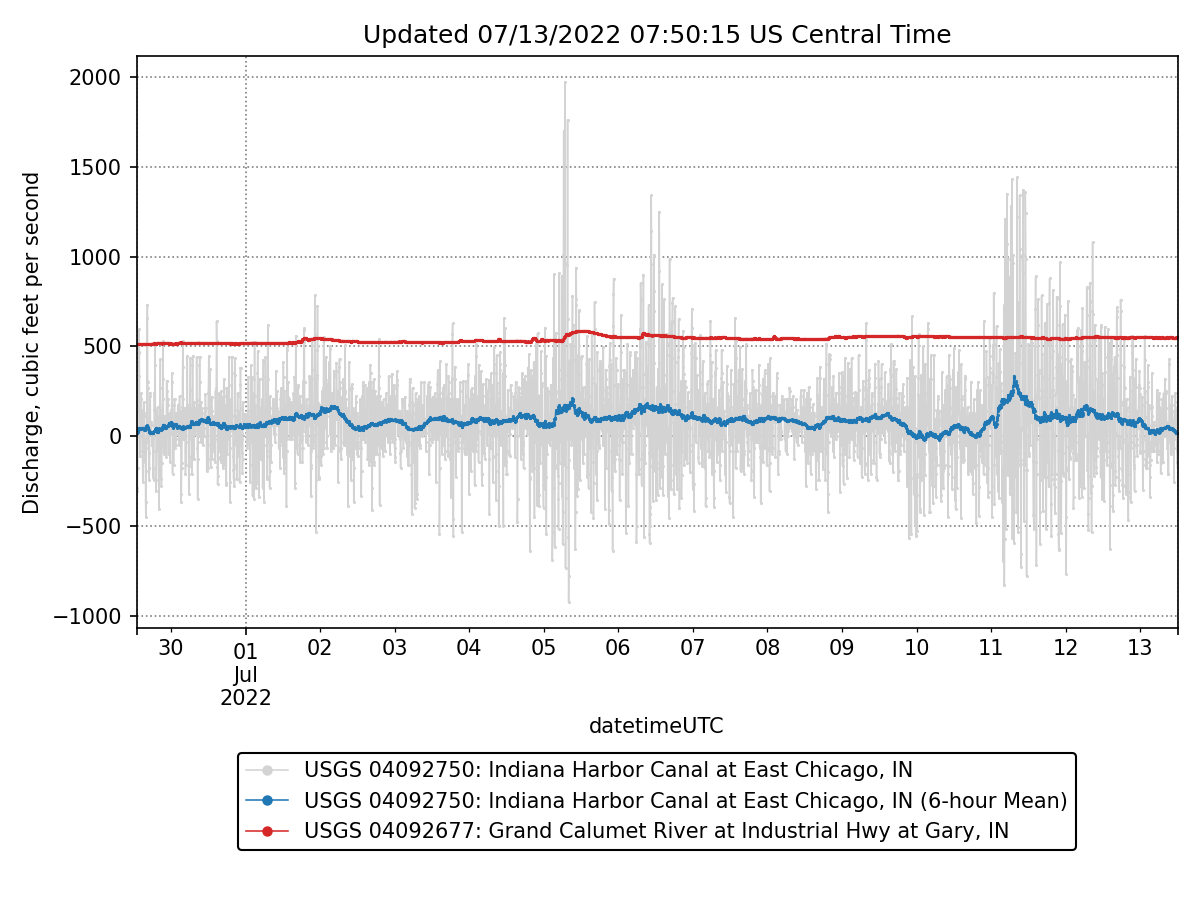 Updated 07/13/2022 07:50:15 US Central Time
Discharge, cubic feet per second
2000
1500
1000
500
0
−500
−1000
30 01 02 03 04 05 06 07 08 09 10 11 12 13
Jul
2022
datetimeUTC
USGS 04092750: Indiana Harbor Canal at East Chicago, IN
USGS 04092750: Indiana Harbor Canal at East Chicago, IN (6-hour Mean)
USGS 04092677: Grand Calumet River at Industrial Hwy at Gary, IN